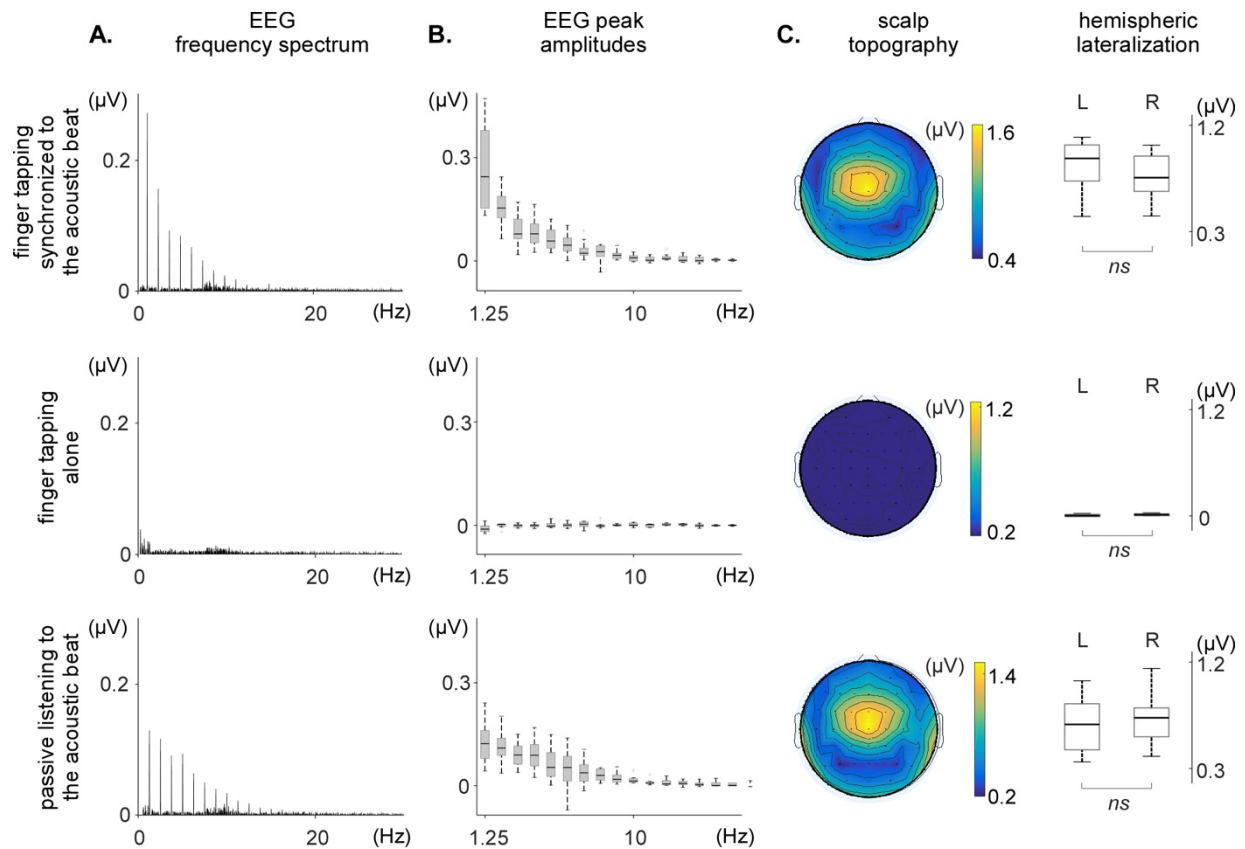 A.
EEG
frequency spectrum
B.
EEG peak
amplitudes
C.
scalp
topography
hemispheric
lateralization
finger tapping
synchronized to
the acoustic beat
(µV)
0.2
0
0
20
(Hz)
(µV)
0.3
0
1.25
10
(Hz)
(µV)
1.6
0.4
L
R
(µV)
1.2
0.3
ns
finger tapping
alone
(µV)
0.2
0
0
20
(Hz)
(µV)
0.3
0
1.25
10
(Hz)
(µV)
1.2
0.2
L
R
(µV)
1.2
0
ns
passive listening to
the acoustic beat
(µV)
0.2
0
0
20
(Hz)
(µV)
0.3
0
1.25
10
(Hz)
(µV)
1.4
0.2
L
R
(µV)
1.2
0.3
ns